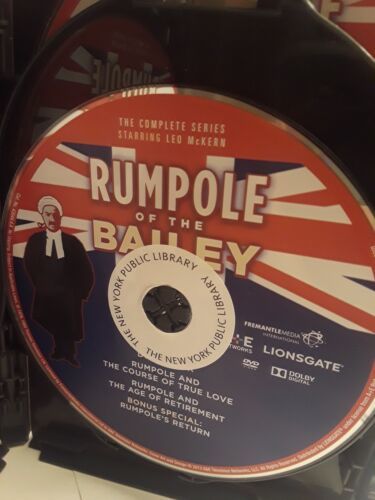 RUMPOLE
THE COMPLETE SERIES
STARRING LEO McKERN
RUMPOLE
OF THE
BAILEY
THE NEW YORK PUBLIC LIBRARY
THE NEW YORK PUBLIC LIBRARY
FREMANTLEMEDIA
INTERNATIONAL
LIONSGATE
DVD
DOLBY
DIGITAL
RUMPOLE AND
THE COURSE OF TRUE LOVE
RUMPOLE AND
THE AGE OF RETIREMENT
BONUS SPECIAL:
RUMPOLE'S RETURN